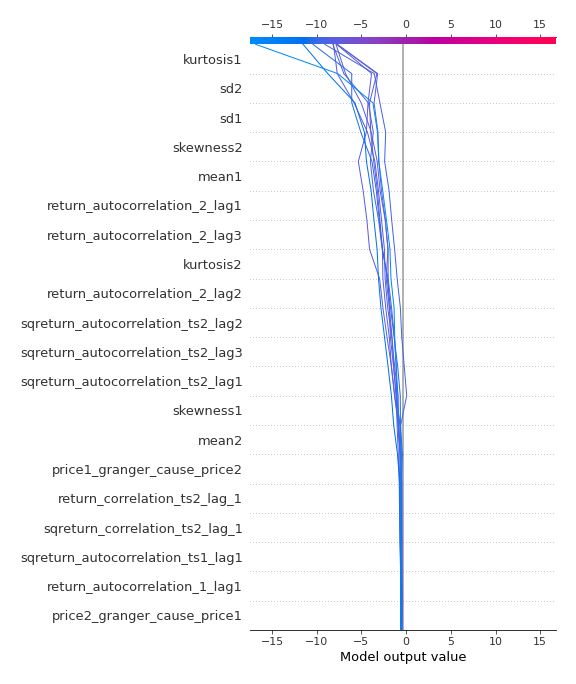 −15 −10 −5 0 5 10 15
kurtosis1
sd2
sd1
skewness2
mean1
return_autocorrelation_2_lag1
return_autocorrelation_2_lag3
kurtosis2
return_autocorrelation_2_lag2
sqreturn_autocorrelation_ts2_lag2
sqreturn_autocorrelation_ts2_lag3
sqreturn_autocorrelation_ts2_lag1
skewness1
mean2
price1_granger_cause_price2
return_correlation_ts2_lag_1
sqreturn_correlation_ts2_lag_1
sqreturn_autocorrelation_ts1_lag1
return_autocorrelation_1_lag1
price2_granger_cause_price1
−15 −10 −5 0 5 10 15
Model output value